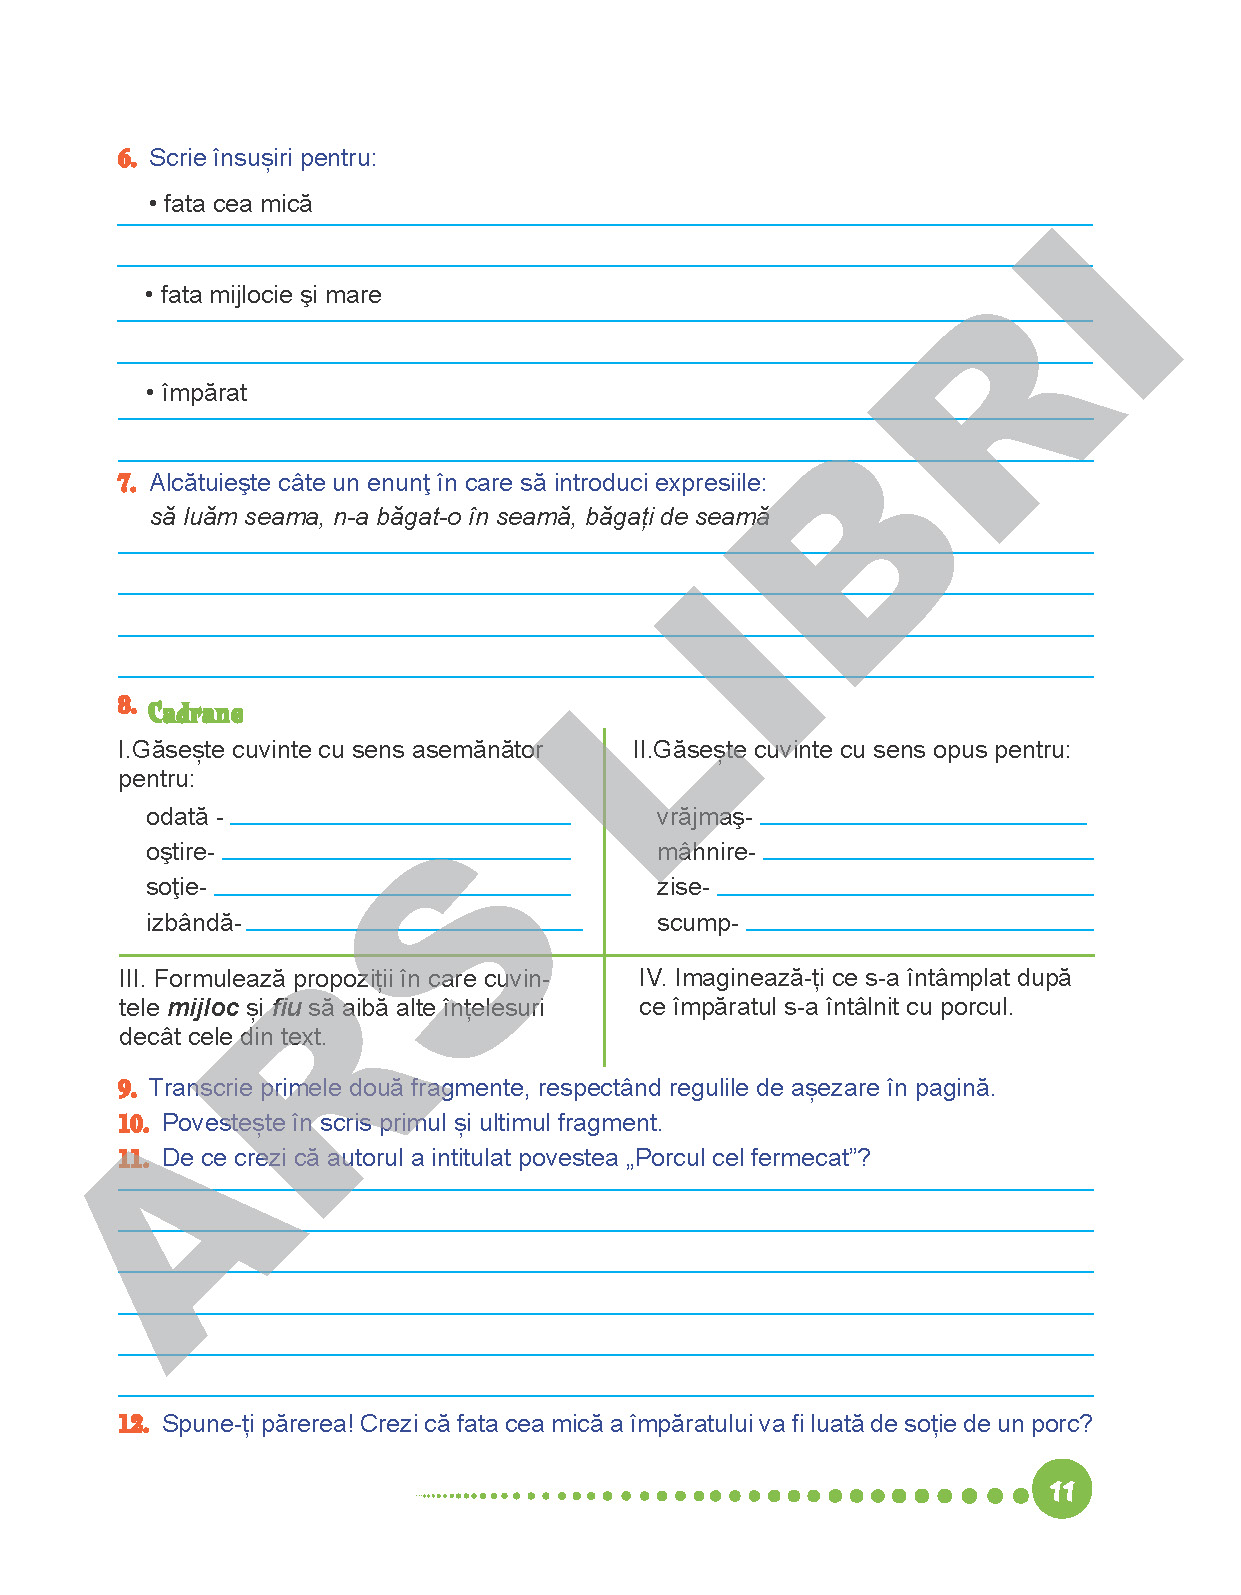 6. Scrie însușiri pentru:
• fata cea mică
• fata mijlocie şi mare
• împărat
7. Alcătuieşte câte un enunţ în care să introduci expresiile:
să luăm seama, n-a băgat-o în seamă, băgați de seamă
8. Cadrane
I.Găsește cuvinte cu sens asemănător
pentru:
odată -
oştire-
soţie-
izbândă-
II.Găsește cuvinte cu sens opus pentru:
vrăjmaş-
mâhnire-
zise-
scump-
III. Formulează propoziții în care cuvin-
tele mijloc și fiu să aibă alte înțelesuri
decât cele din text.
IV. Imaginează-ți ce s-a întâmplat după
ce împăratul s-a întâlnit cu porcul.
9. Transcrie primele două fragmente, respectând regulile de așezare în pagină.
10. Povestește în scris primul și ultimul fragment.
11. De ce crezi că autorul a intitulat povestea „Porcul cel fermecat”?
12. Spune-ți părerea! Crezi că fata cea mică a împăratului va fi luată de soție de un porc?
11
ARS LIBRI